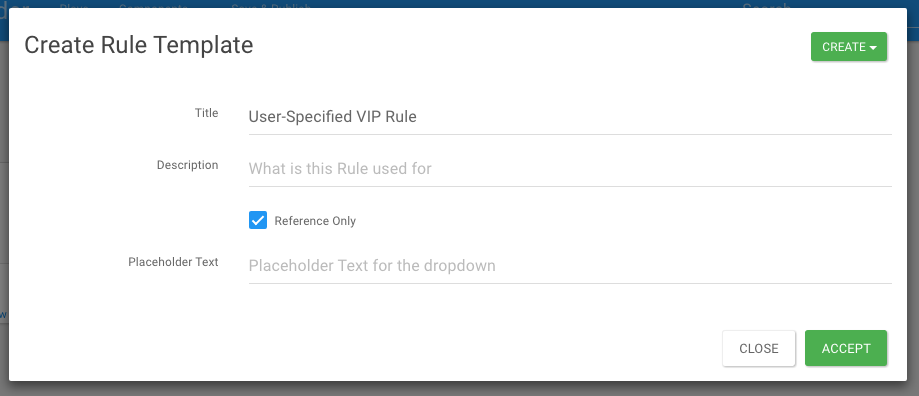 Create Rule Template
CREATE
Title
User-Specified VIP Rule
Description
What is this Rule used for
Reference Only
Placeholder Text
Placeholder Text for the dropdown
CLOSE
ACCEPT